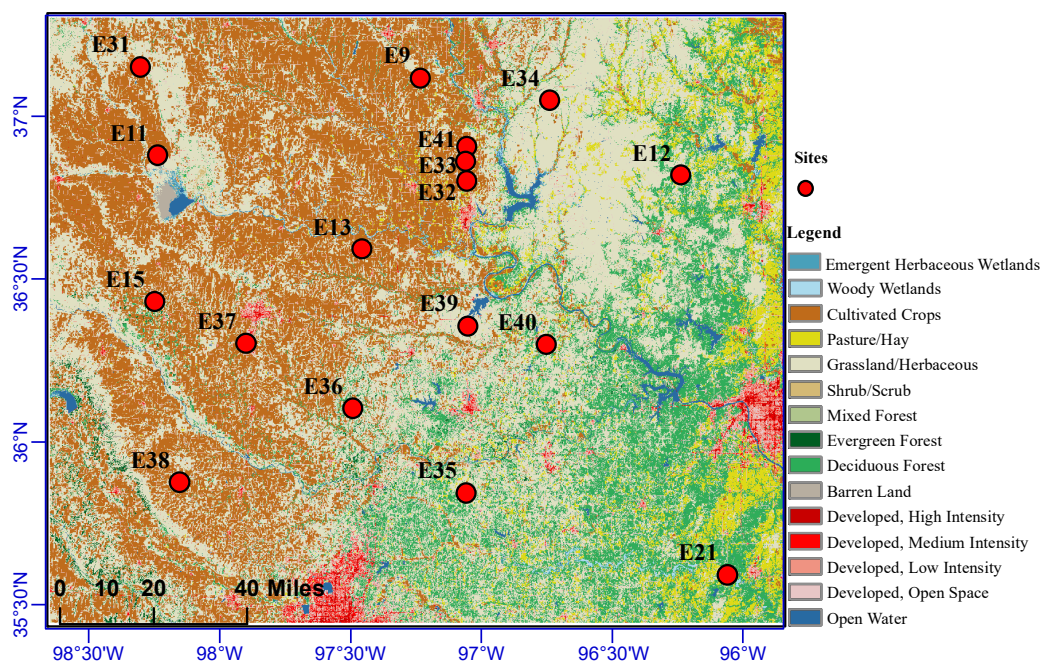 E31
E9
E34
37°N
E41
E11
E33
E12
E32
Sites
E13
36°30'N
Legend
Emergent Herbaceous Wetlands
Woody Wetlands
E15
E39
Cultivated Crops
E37
E40
Pasture/Hay
Grassland/Herbaceous
E36
Shrub/Scrub
Mixed Forest
36°N
Evergreen Forest
E38
E35
Deciduous Forest
Barren Land
Developed, High Intensity
Developed, Medium Intensity
E21
Developed, Low Intensity
0 20 40 Miles
Developed, Open Space
35°30'N
Open Water
98°30'W 98°W 97°30'W 97°W 96°30'W 96°W